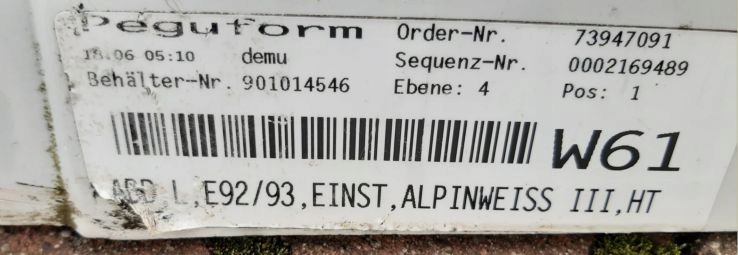 Peguform Order-Nr. 73947091
18.06 05:10 demu Sequenz-Nr. 0002169489
Behälter-Nr. 901014546 Ebene: 4 Pos: 1
W61
ABD L,E92/93,EINST,ALPINWEISS III,HT